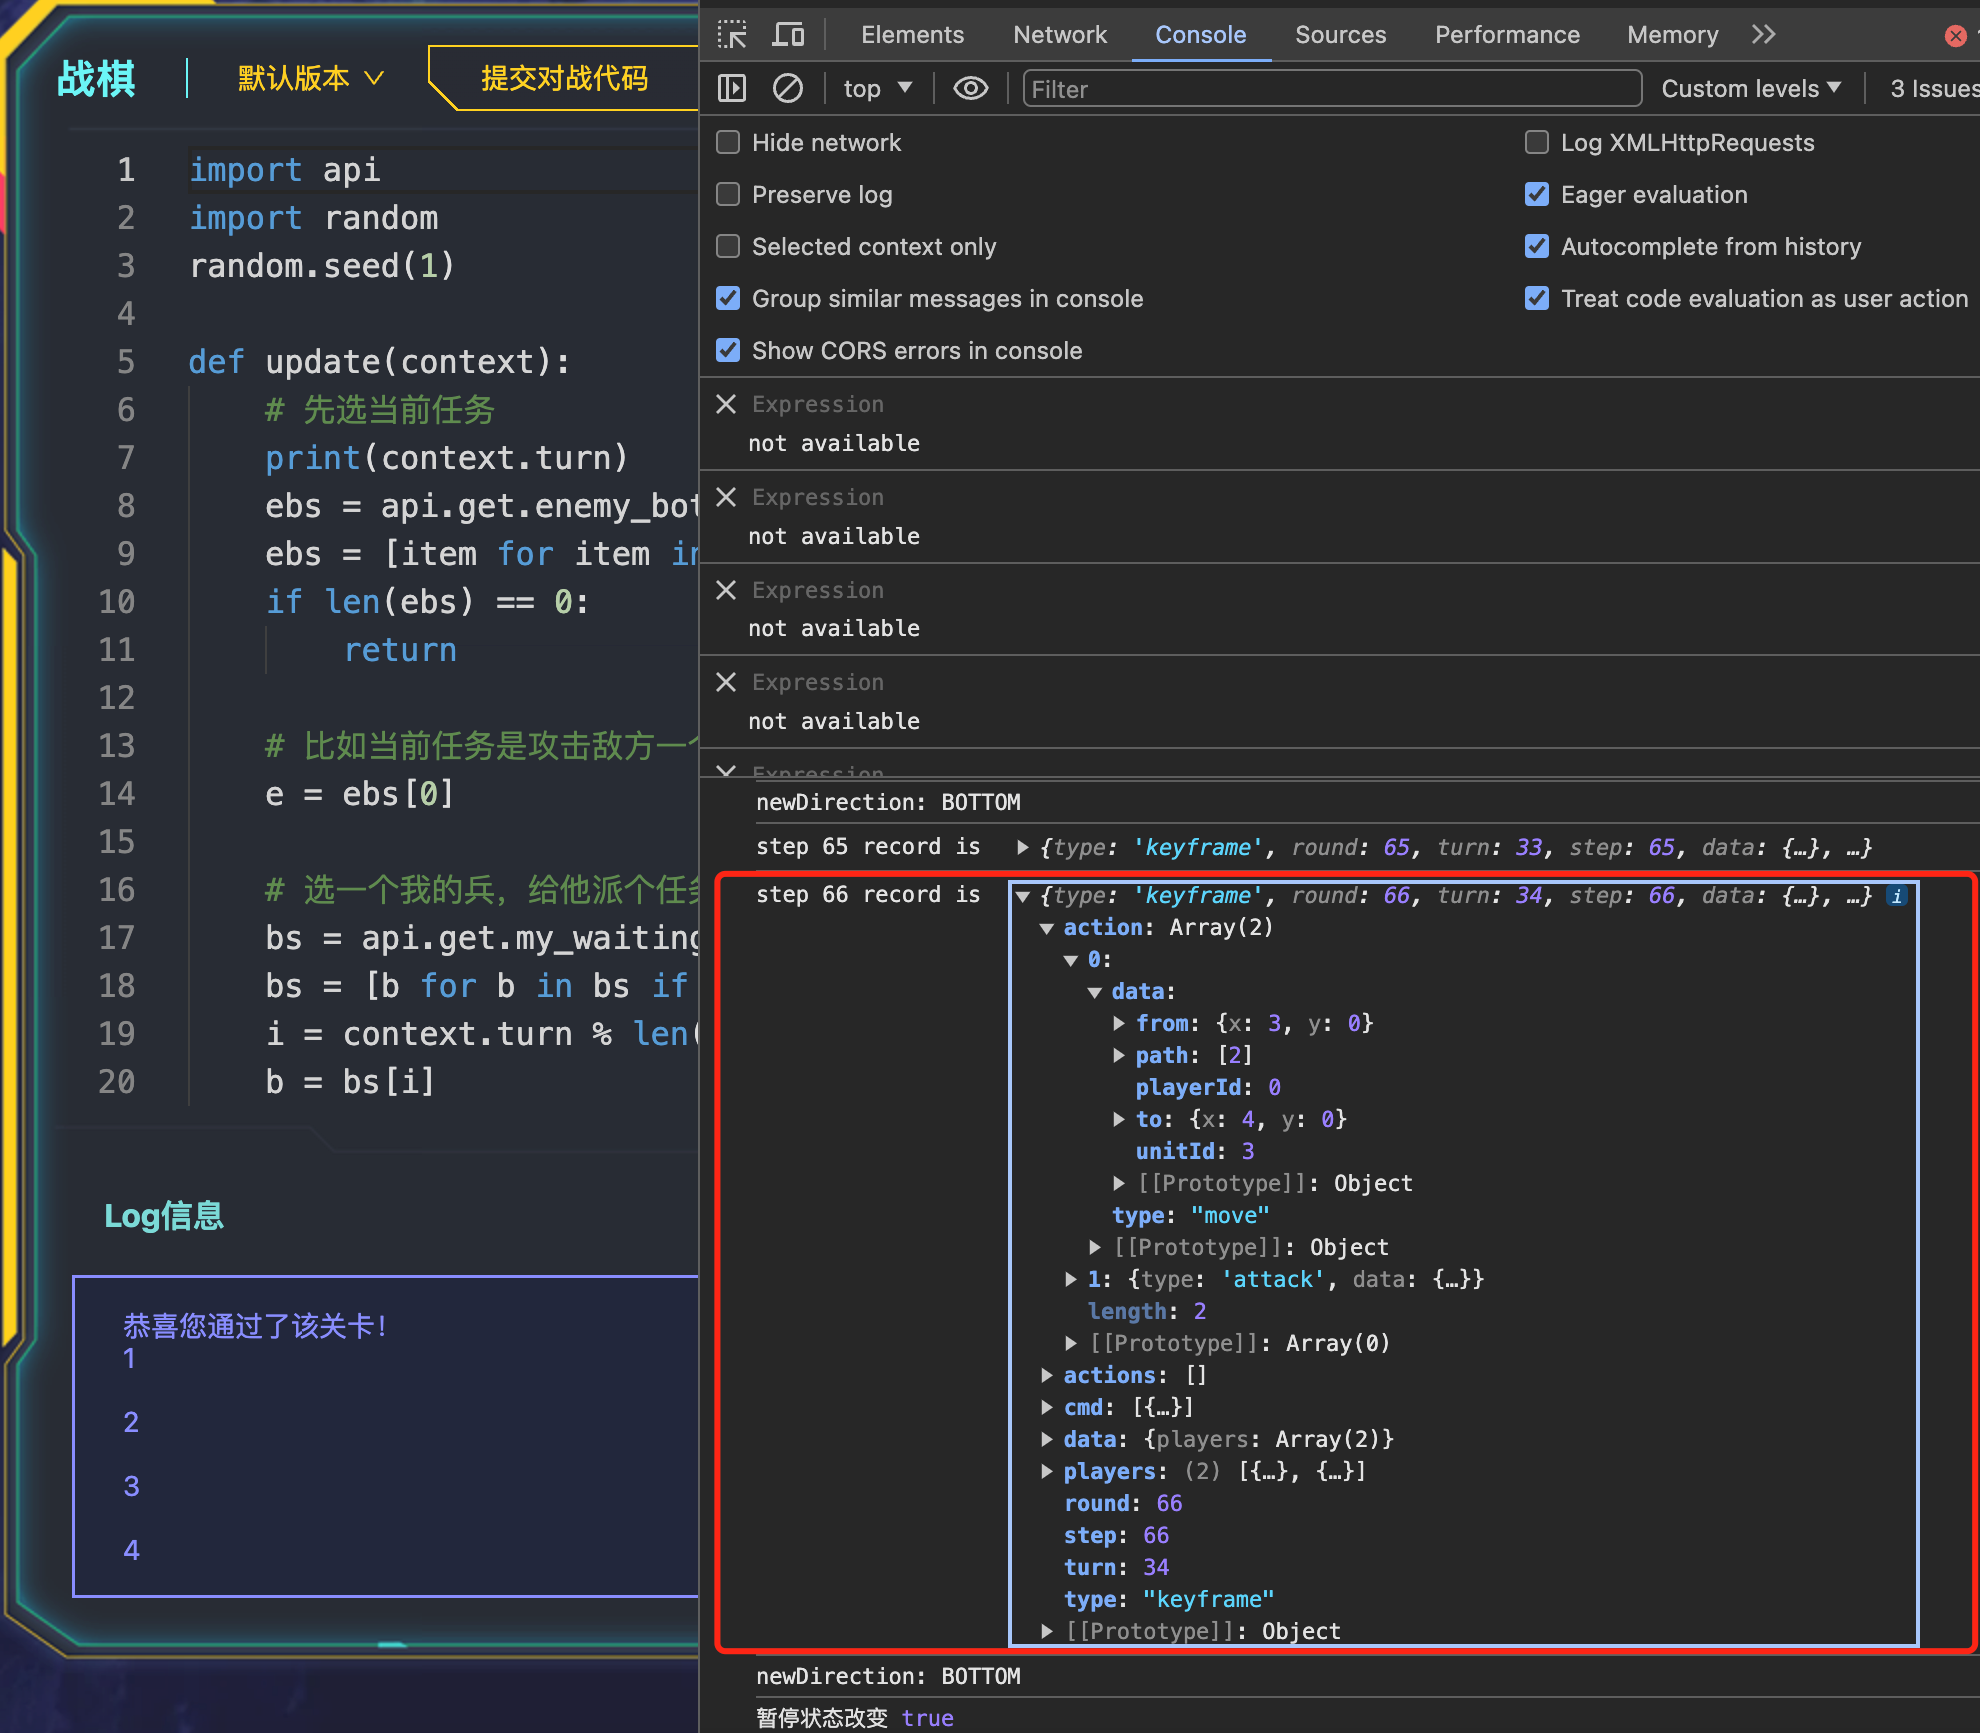 战棋
默认版本
提交对战代码
1 import api
2 import random
3 random.seed(1)
4
5 def update(context):
6 # 先选当前任务
7 print(context.turn)
8 ebs = api.get.enemy_bot
9 ebs = [item for item in
10 if len(ebs) == 0:
11 return
12
13 # 比如当前任务是攻击敌方一个
14 e = ebs[0]
15
16 # 选一个我的兵，给他派个任务
17 bs = api.get.my_waiting
18 bs = [b for b in bs if
19 i = context.turn % len(
20 b = bs[i]
Log信息
恭喜您通过了该关卡!
1
2
3
4
Elements Network Console Sources Performance Memory
top Filter Custom levels 3 Issues
Hide network
Log XMLHttpRequests
Preserve log
Eager evaluation
Selected context only
Autocomplete from history
Group similar messages in console
Treat code evaluation as user action
Show CORS errors in console
Expression
not available
Expression
not available
Expression
not available
Expression
not available
Expression
newDirection: BOTTOM
step 65 record is {type: 'keyframe', round: 65, turn: 33, step: 65, data: {…}, …}
step 66 record is {type: 'keyframe', round: 66, turn: 34, step: 66, data: {…}, …} i
action: Array(2)
0:
data:
from: {x: 3, y: 0}
path: [2]
playerId: 0
to: {x: 4, y: 0}
unitId: 3
[[Prototype]]: Object
type: "move"
[[Prototype]]: Object
1: {type: 'attack', data: {…}}
length: 2
[[Prototype]]: Array(0)
actions: []
cmd: [{…}]
data: {players: Array(2)}
players: (2) [{…}, {…}]
round: 66
step: 66
turn: 34
type: "keyframe"
[[Prototype]]: Object
newDirection: BOTTOM
暂停状态改变 true